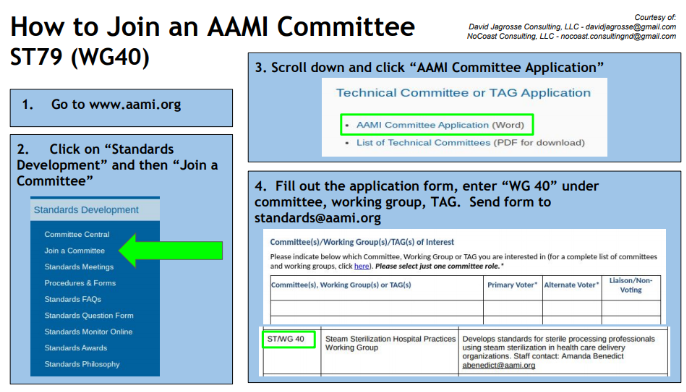 How to Join an AAMI Committee
ST79 (WG40)
Courtesy of:
David Jagrosse Consulting, LLC - davidjagrosse@gmail.com
NoCoast Consulting, LLC - nocoast.consultingnd@gmail.com
1. Go to www.aami.org
2. Click on “Standards
Development” and then “Join a
Committee”
Standards Development
Committee Central
Join a Committee
Standards Meetings
Procedures & Forms
Standards FAQs
Standards Question Form
Standards Monitor Online
Standards Awards
Standards Philosophy
3. Scroll down and click “AAMI Committee Application”
Technical Committee or TAG Application
• AAMI Committee Application (Word)
• List of Technical Committees (PDF for download)
4. Fill out the application form, enter “WG 40” under
committee, working group, TAG. Send form to
standards@aami.org
Committee(s)/Working Group(s)/TAG(s) of Interest
Please indicate below which Committee, Working Group or TAG you are interested in (for a complete list of committees
and working groups, click here). Please select just one committee role.*
Committee(s), Working Group(s) or TAG(s) Primary Voter* Alternate Voter* Liaison/Non-
Voting
ST/WG 40 Steam Sterilization Hospital Practices Develops standards for sterile processing professionals
Working Group using steam sterilization in health care delivery
organizations. Staff contact: Amanda Benedict
abenedict@aami.org